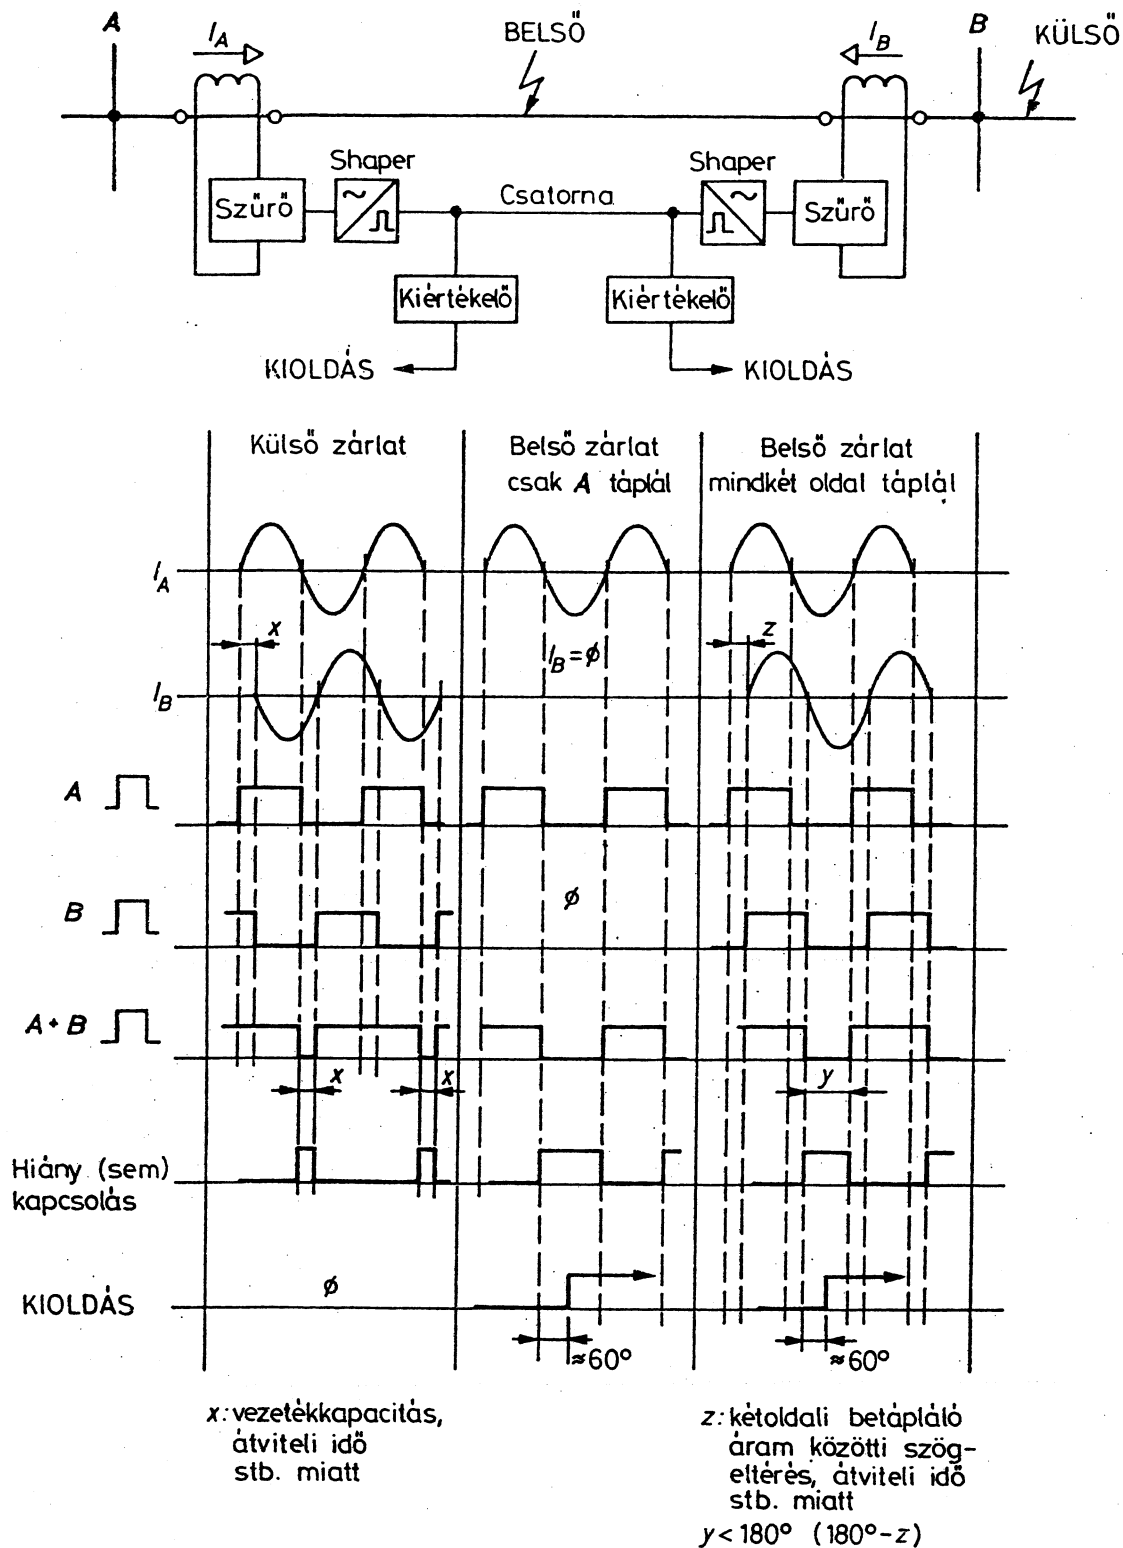 A
I_A
BELSŐ
I_B
B
KÜLSŐ
Shaper
Shaper
Szűrő
Csatorna
Szűrő
Kiértékelő
Kiértékelő
KIOLDÁS
KIOLDÁS
Külső zárlat
Belső zárlat
csak A táplál
Belső zárlat
mindkét oldal táplál
I_A
x
I_B=ϕ
z
I_B
A
B
ϕ
A+B
x
x
y
Hiány (sem)
kapcsolás
KIOLDÁS
ϕ
≈60°
≈60°
x: vezetékkapacitás,
átviteli idő
stb. miatt
z: kétoldali betápláló
áram közötti szög-
eltérés, átviteli idő
stb. miatt
y<180° (180°-z)